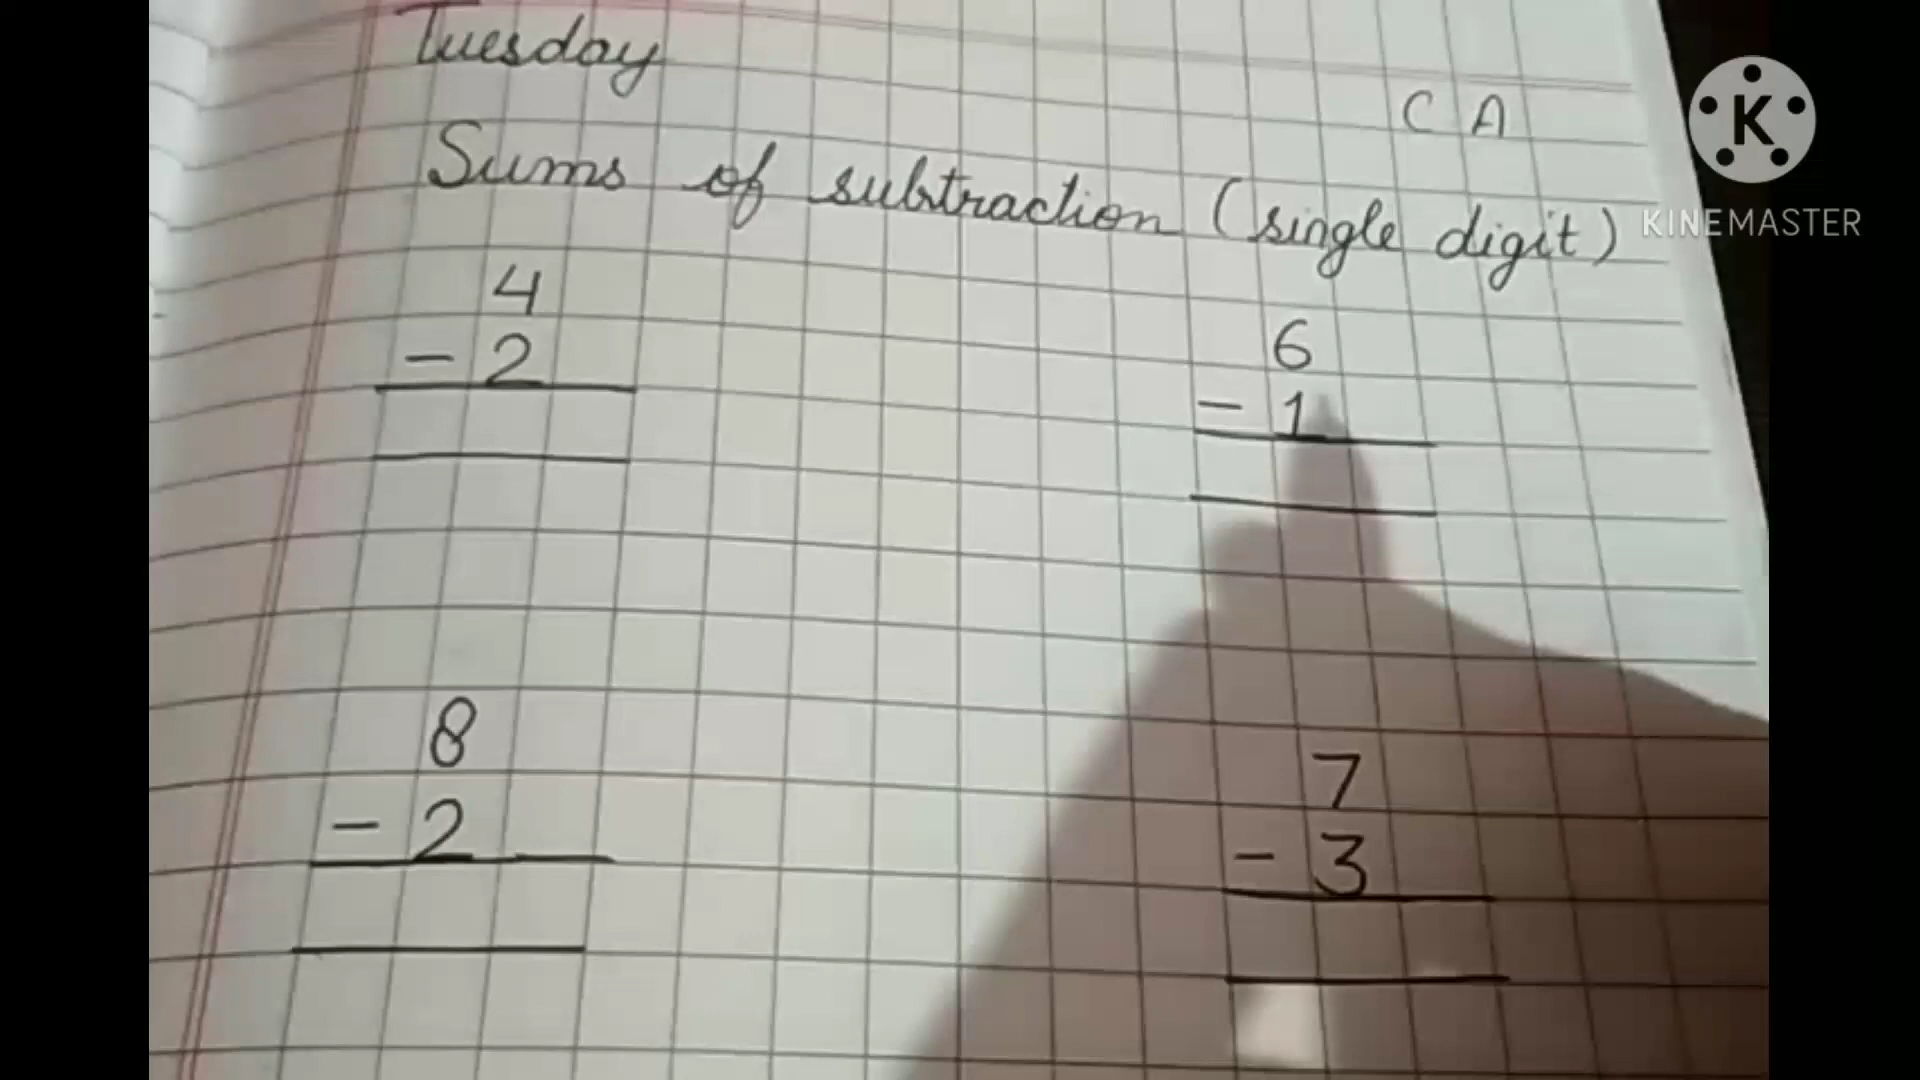 Tuesday
C A
K
KINEMASTER
Sums of subtraction (single digit)
4
- 2
6
- 1
8
- 2
7
- 3